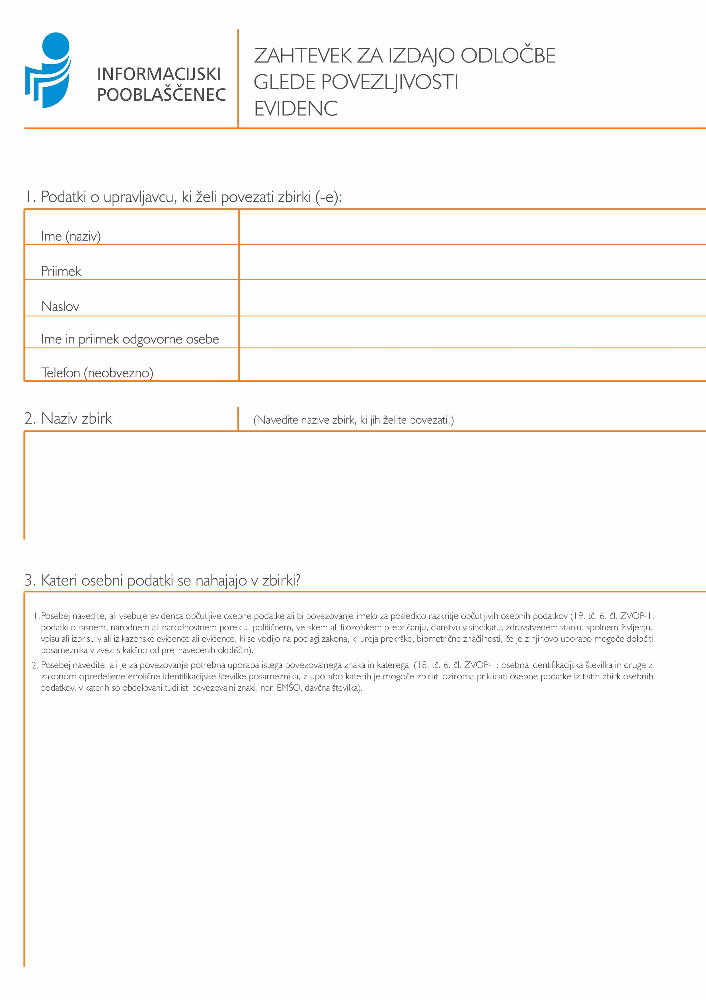 INFORMACIJSKI
POOBLAŠČENEC
ZAHTEVEK ZA IZDAJO ODLOČBE
GLEDE POVEZLJIVOSTI
EVIDENC
1. Podatki o upravljavcu, ki želi povezati zbirki (-e):
Ime (naziv)
Priimek
Naslov
Ime in priimek odgovorne osebe
Telefon (neobvezno)
2. Naziv zbirk
(Navedite nazive zbirk, ki jih želite povezati.)
3. Kateri osebni podatki se nahajajo v zbirki?
1. Posebej navedite, ali vsebuje evidenca občutljive osebne podatke ali bi povezovanje imelo za posledico razkritje občutljivih osebnih podatkov (19. tč. 6. čl. ZVOP-1:
podatki o rasnem, narodnem ali narodnostnem poreklu, političnem, verskem ali filozofskem prepričanju, članstvu v sindikatu, zdravstvenem stanju, spolnem življenju,
vpisu ali izbrisu v ali iz kazenske evidence ali evidence, ki se vodijo na podlagi zakona, ki ureja prekrške, biometrične značilnosti, če je z njihovo uporabo mogoče določiti
posameznika v zvezi s kakšno od prej navedenih okoliščin).
2. Posebej navedite, ali je za povezovanje potrebna uporaba istega povezovalnega znaka in katerega (18. tč. 6. čl. ZVOP-1: osebna identifikacijska številka in druge z
zakonom opredeljene enolične identifikacijske številke posameznika, z uporabo katerih je mogoče zbirati oziroma priklicati osebne podatke iz tistih zbirk osebnih
podatkov, v katerih so obdelovani tudi isti povezovalni znaki, npr. EMŠO, davčna številka).